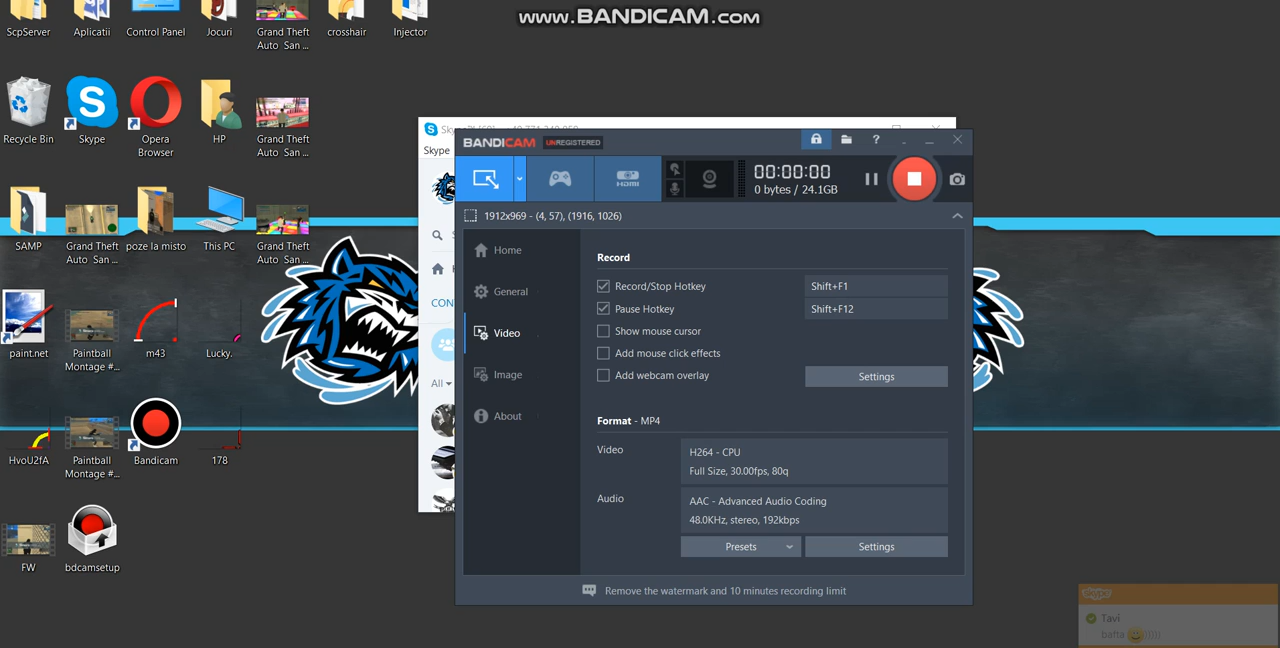 www.BANDICAM.com
ScpServer
Aplicatii
Control Panel
Jocuri
Grand Theft
Auto San ...
crosshair
Injector
Recycle Bin
Skype
Opera
Browser
HP
Grand Theft
Auto San ...
SAMP
Grand Theft
Auto San ...
poze la misto
This PC
Grand Theft
Auto San ...
paint.net
Paintball
Montage #...
m43
Lucky.
HvoU2fA
Paintball
Montage #...
Bandicam
178
FW
bdcamsetup
Skype
CON
All
BANDICAM UNREGISTERED
HDMI
00:00:00
0 bytes / 24.1GB
1912x969 - (4, 57), (1916, 1026)
Home
General
Video
Image
About
Record
Record/Stop Hotkey
Shift+F1
Pause Hotkey
Shift+F12
Show mouse cursor
Add mouse click effects
Add webcam overlay
Settings
Format - MP4
Video
H264 - CPU
Full Size, 30.00fps, 80q
Audio
AAC - Advanced Audio Coding
48.0KHz, stereo, 192kbps
Presets
Settings
Remove the watermark and 10 minutes recording limit
skype
Tavi
bafta :)))))